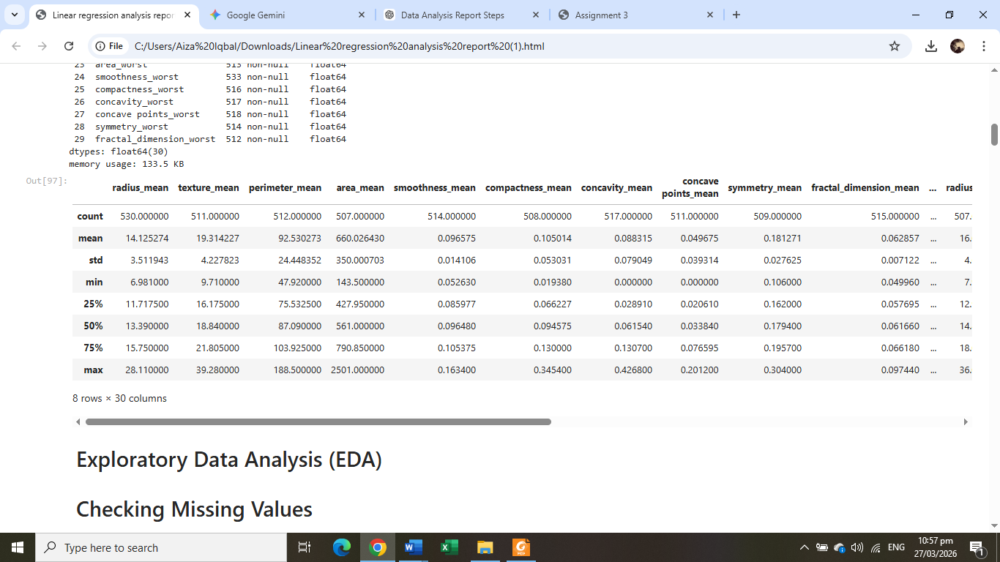 Linear regression analysis repor
Google Gemini
Data Analysis Report Steps
Assignment 3
File
C:/Users/Aiza%20Iqbal/Downloads/Linear%20regression%20analysis%20report%20(1).html
23 area_worst 513 non-null float64
24 smoothness_worst 533 non-null float64
25 compactness_worst 516 non-null float64
26 concavity_worst 517 non-null float64
27 concave points_worst 518 non-null float64
28 symmetry_worst 514 non-null float64
29 fractal_dimension_worst 512 non-null float64
dtypes: float64(30)
memory usage: 133.5 KB
Out[97]:
radius_mean texture_mean perimeter_mean area_mean smoothness_mean compactness_mean concavity_mean concave points_mean symmetry_mean fractal_dimension_mean ... radius
count 530.000000 511.000000 512.000000 507.000000 514.000000 508.000000 517.000000 511.000000 509.000000 515.000000 ... 507.
mean 14.125274 19.314227 92.530273 660.026430 0.096575 0.105014 0.088315 0.049675 0.181271 0.062857 ... 16.
std 3.511943 4.227823 24.448352 350.000703 0.014106 0.053031 0.079049 0.039314 0.027625 0.007122 ... 4.
min 6.981000 9.710000 47.920000 143.500000 0.052630 0.019380 0.000000 0.000000 0.106000 0.049960 ... 7.
25% 11.717500 16.175000 75.532500 427.950000 0.085977 0.066227 0.028910 0.020610 0.162000 0.057695 ... 12.
50% 13.390000 18.840000 87.090000 561.000000 0.096480 0.094575 0.061540 0.033840 0.179400 0.061660 ... 14.
75% 15.750000 21.805000 103.925000 790.850000 0.105375 0.130000 0.130700 0.076595 0.195700 0.066180 ... 18.
max 28.110000 39.280000 188.500000 2501.000000 0.163400 0.345400 0.426800 0.201200 0.304000 0.097440 ... 36.
8 rows × 30 columns
Exploratory Data Analysis (EDA)
Checking Missing Values
Type here to search
ENG
10:57 pm
27/03/2026
1